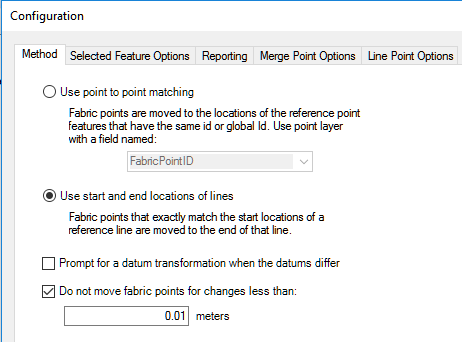 Configuration
Method Selected Feature Options Reporting Merge Point Options Line Point Options
Use point to point matching
Fabric points are moved to the locations of the reference point
features that have the same id or global Id. Use point layer
with a field named:
FabricPointID
Use start and end locations of lines
Fabric points that exactly match the start locations of a
reference line are moved to the end of that line.
Prompt for a datum transformation when the datums differ
Do not move fabric points for changes less than:
0.01 meters